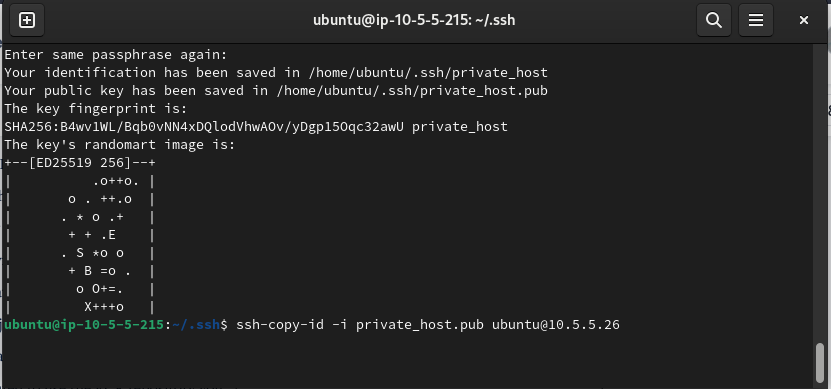 ubuntu@ip-10-5-5-215: ~/.ssh
Enter same passphrase again:
Your identification has been saved in /home/ubuntu/.ssh/private_host
Your public key has been saved in /home/ubuntu/.ssh/private_host.pub
The key fingerprint is:
SHA256:B4wv1WL/Bqb0vNN4xDQlodVhwAOv/yDgp15Oqc32awU private_host
The key's randomart image is:
+--[ED25519 256]--+
|          .o++o. |
|       o . ++.o  |
|      . * o .+   |
|       + + .E    |
|      . S *o o   |
|       + B =o .  |
|        o O+=.   |
|         X+++o   |
ubuntu@ip-10-5-5-215:~/.ssh$ ssh-copy-id -i private_host.pub ubuntu@10.5.5.26